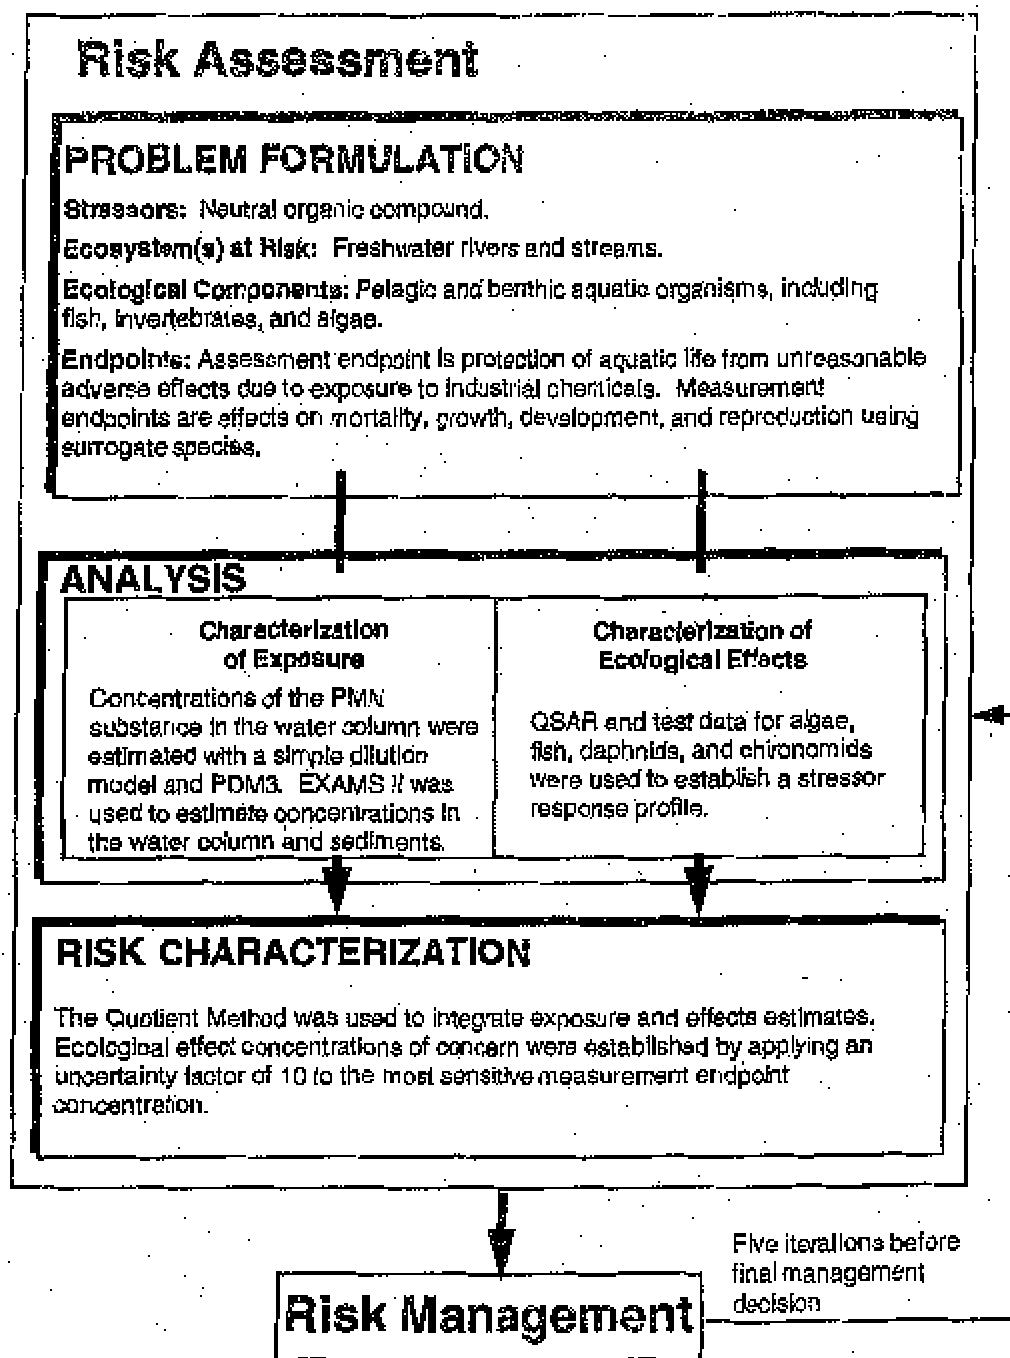 Risk Assessment
PROBLEM FORMULATION
Stressors: Neutral organic compound.
Ecosystem(s) at Risk: Freshwater rivers and streams.
Ecological Components: Pelagic and benthic aquatic organisms, including
fish, invertebrates, and algae.
Endpoints: Assessment endpoint is protection of aquatic life from unreasonable
adverse effects due to exposure to industrial chemicals. Measurement
endpoints are effects on mortality, growth, development, and reproduction using
surrogate species.
ANALYSIS
Characterization
of Exposure
Concentrations of the PMN
substance in the water column were
estimated with a simple dilution
model and PDM3. EXAMS II was
used to estimate concentrations in
the water column and sediments.
Characterization of
Ecological Effects
QSAR and test data for algae,
fish, daphnids, and chironomids
were used to establish a stressor
response profile.
RISK CHARACTERIZATION
The Quotient Method was used to integrate exposure and effects estimates.
Ecological effect concentrations of concern were established by applying an
uncertainty factor of 10 to the most sensitive measurement endpoint
concentration.
Five iterations before
final management
decision
Risk Management